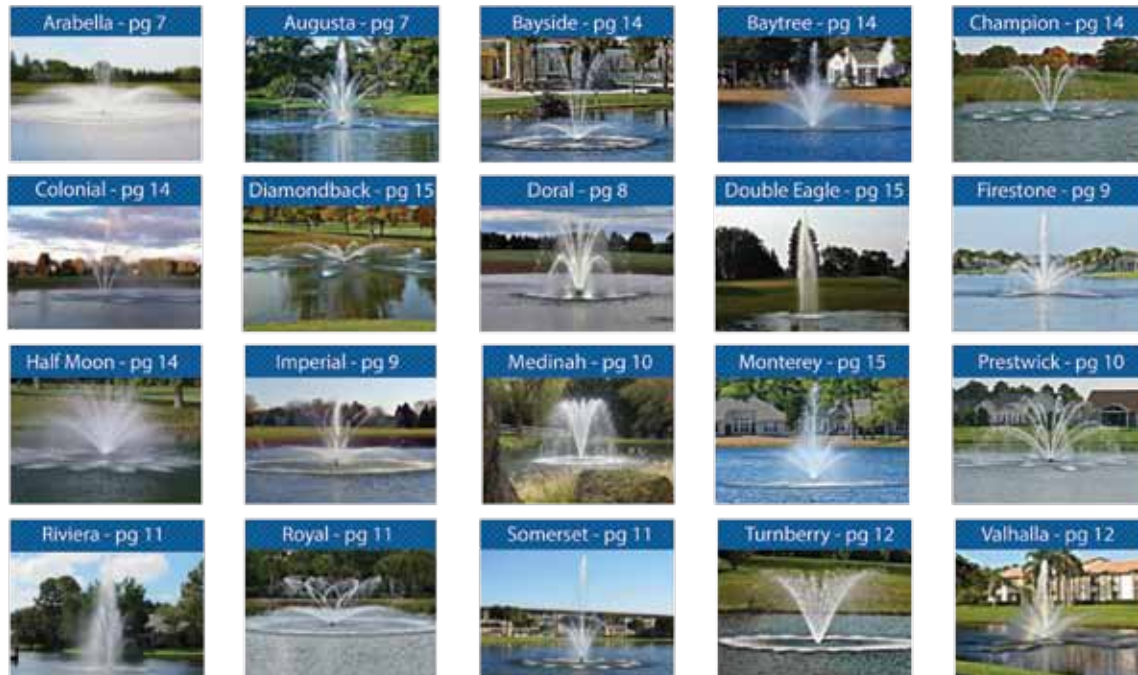 Arabella - pg 7
Augusta - pg 7
Bayside - pg 14
Baytree - pg 14
Champion - pg 14
Colonial - pg 14
Diamondback - pg 15
Doral - pg 8
Double Eagle - pg 15
Firestone - pg 9
Half Moon - pg 14
Imperial - pg 9
Medinah - pg 10
Monterey - pg 15
Prestwick - pg 10
Riviera - pg 11
Royal - pg 11
Somerset - pg 11
Turnberry - pg 12
Valhalla - pg 12